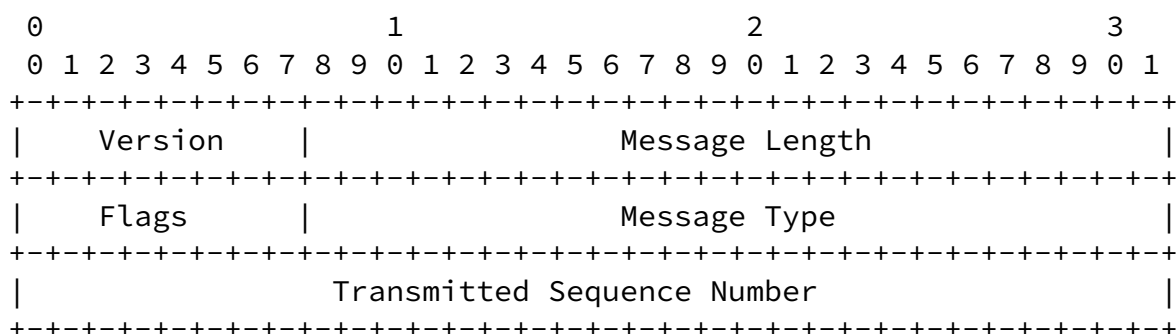 0                   1                   2                   3
 0 1 2 3 4 5 6 7 8 9 0 1 2 3 4 5 6 7 8 9 0 1 2 3 4 5 6 7 8 9 0 1
+-+-+-+-+-+-+-+-+-+-+-+-+-+-+-+-+-+-+-+-+-+-+-+-+-+-+-+-+-+-+-+-+
|    Version    |                 Message Length                |
+-+-+-+-+-+-+-+-+-+-+-+-+-+-+-+-+-+-+-+-+-+-+-+-+-+-+-+-+-+-+-+-+
|    Flags      |                 Message Type                  |
+-+-+-+-+-+-+-+-+-+-+-+-+-+-+-+-+-+-+-+-+-+-+-+-+-+-+-+-+-+-+-+-+
|                 Transmitted Sequence Number                   |
+-+-+-+-+-+-+-+-+-+-+-+-+-+-+-+-+-+-+-+-+-+-+-+-+-+-+-+-+-+-+-+-+